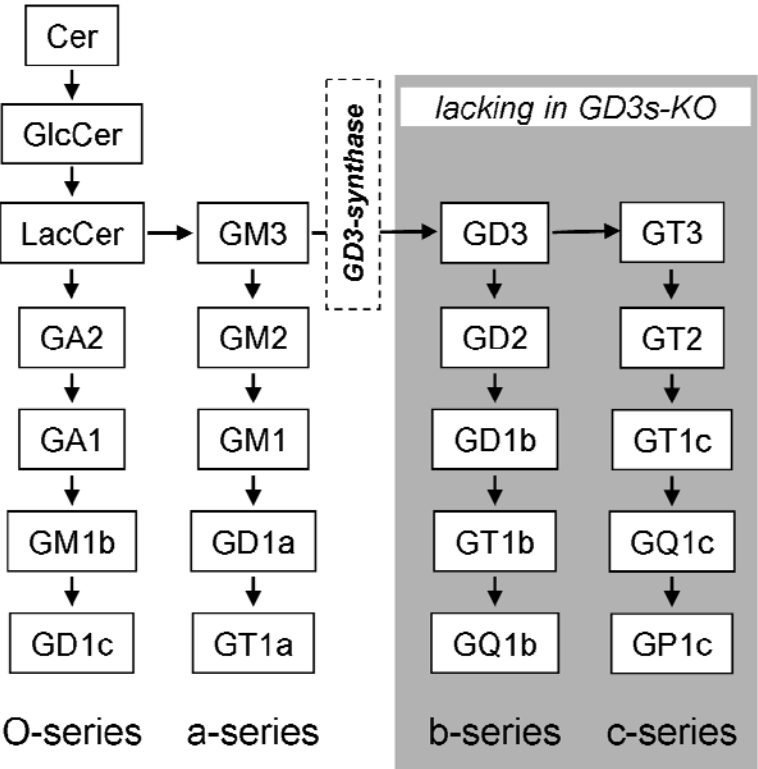 Cer
lacking in GD3s-KO
GlcCer
GD3-synthase
LacCer
GM3
GD3
GT3
GA2
GM2
GD2
GT2
GA1
GM1
GD1b
GT1c
GM1b
GD1a
GT1b
GQ1c
GD1c
GT1a
GQ1b
GP1c
O-series
a-series
b-series
c-series